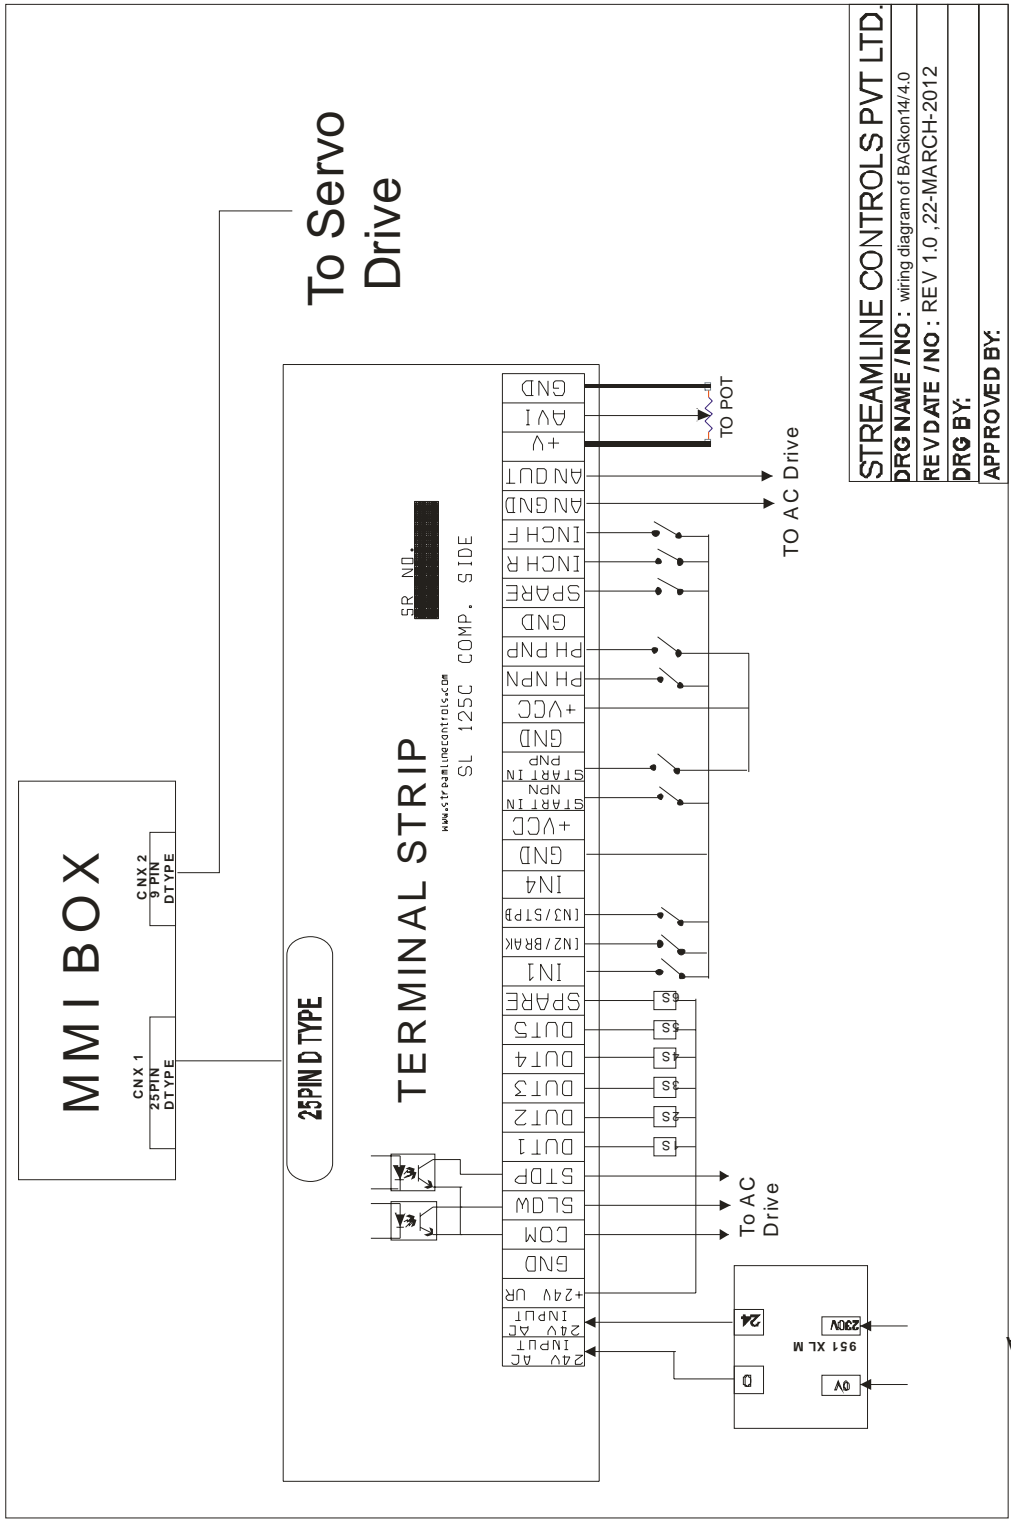 MMI BOX
CNX 1
25PIN
DTYPE
CNX 2
9 PIN
DTYPE
To Servo
Drive
25PIN D TYPE
TERMINAL STRIP
www.streamlinecontrols.com
SL 125C COMP. SIDE
SR NO.
24V AC
INPUT
24V AC
INPUT
+24V UR
GND
COM
SLOW
STOP
OUT1
OUT2
OUT3
OUT4
OUT5
SPARE
IN1
IN2/BRAK
IN3/STPB
IN4
GND
+VCC
START IN
NPN
START IN
PNP
GND
+VCC
PH NPN
PH PNP
GND
SPARE
INCH R
INCH F
AN GND
AN OUT
+V
AVI
GND
S1
S2
S3
S4
S5
S6
To AC
Drive
TO AC Drive
TO POT
0
24
951 XL M
0V
230V
STREAMLINE CONTROLS PVT LTD.
DRG NAME / NO : wiring diagram of BAGkon14/4.0
REV DATE / NO : REV 1.0 ,22-MARCH-2012
DRG BY:
APPROVED BY: